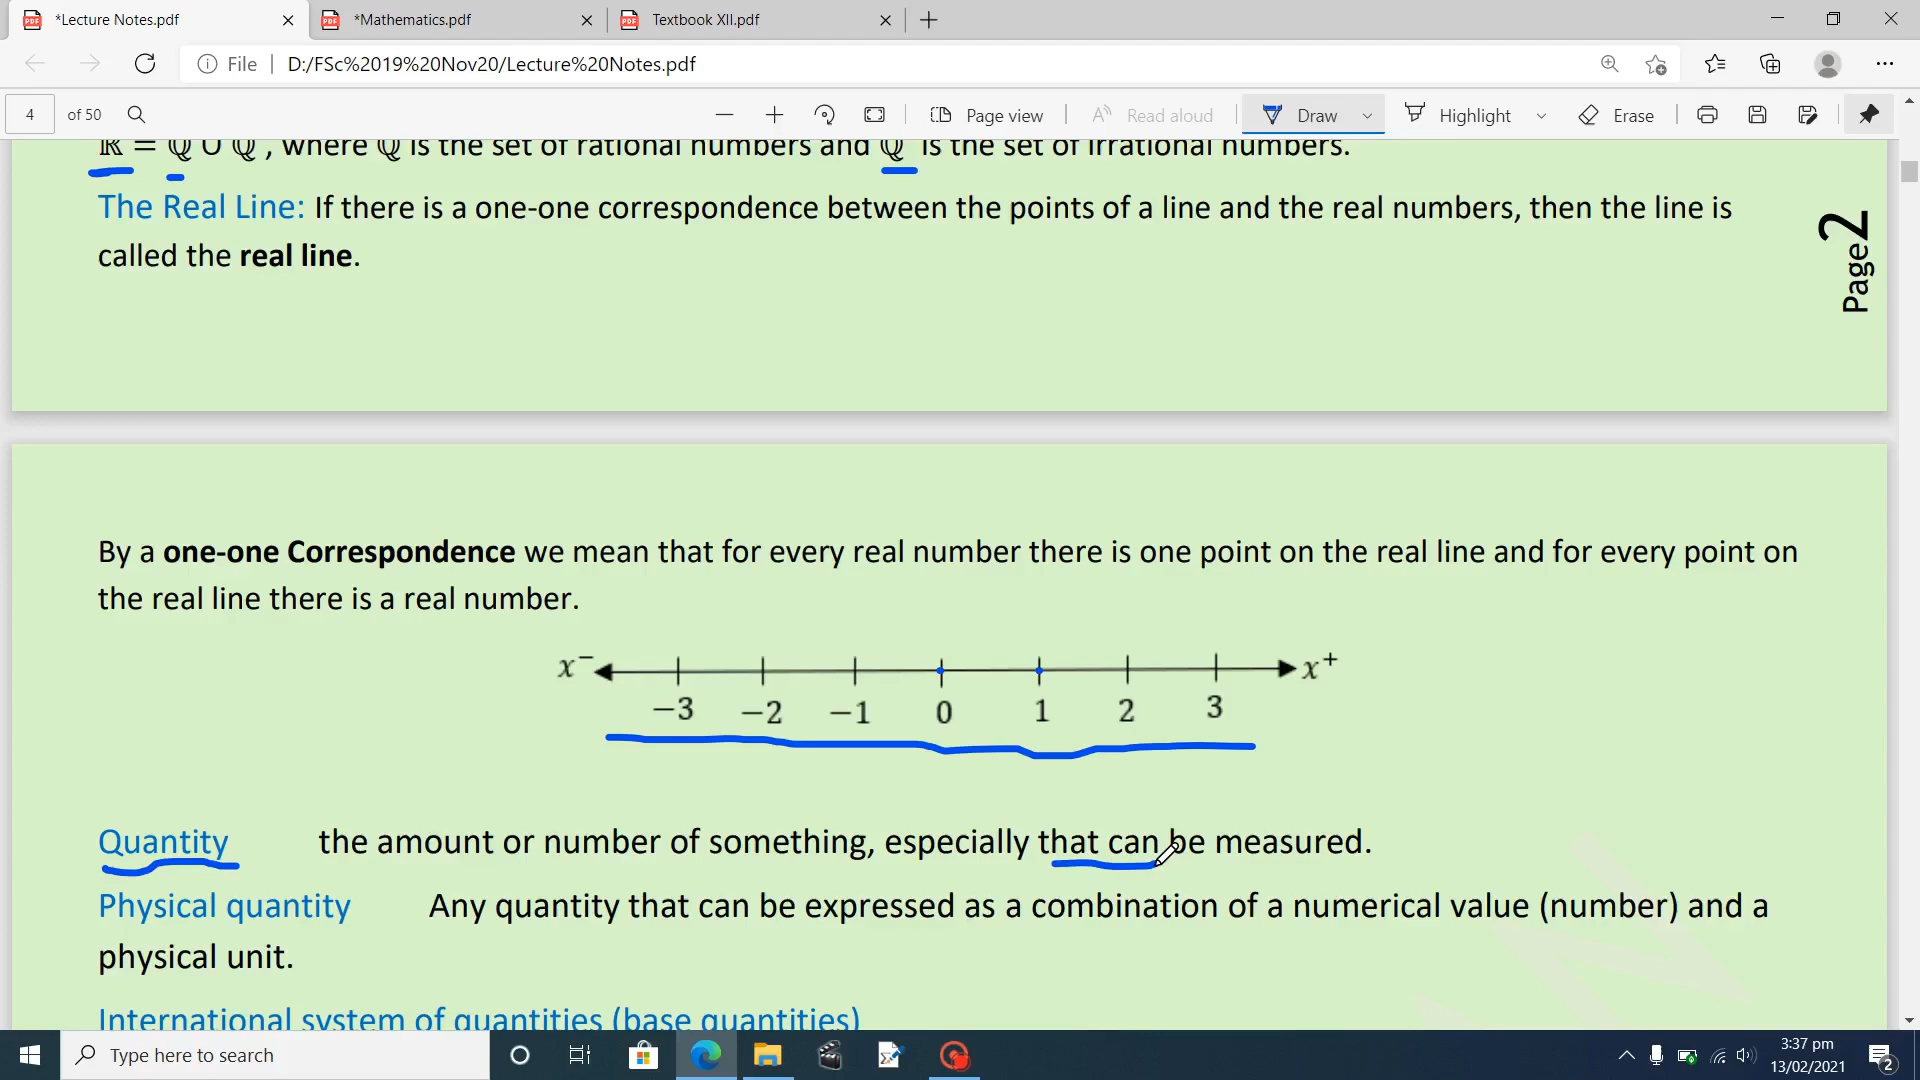 *Lecture Notes.pdf
*Mathematics.pdf
Textbook XII.pdf
File
D:/FSc%2019%20Nov20/Lecture%20Notes.pdf
4 of 50
Page view
Read aloud
Draw
Highlight
Erase
ℝ = ℚ ∪ ℚ , where ℚ is the set of rational numbers and ℚ is the set of irrational numbers.
The Real Line: If there is a one-one correspondence between the points of a line and the real numbers, then the line is
called the real line.
Page 2
By a one-one Correspondence we mean that for every real number there is one point on the real line and for every point on
the real line there is a real number.
x⁻ x⁺
−3 −2 −1 0 1 2 3
Quantity the amount or number of something, especially that can be measured.
Physical quantity Any quantity that can be expressed as a combination of a numerical value (number) and a
physical unit.
International system of quantities (base quantities)
Type here to search
3:37 pm
13/02/2021
2